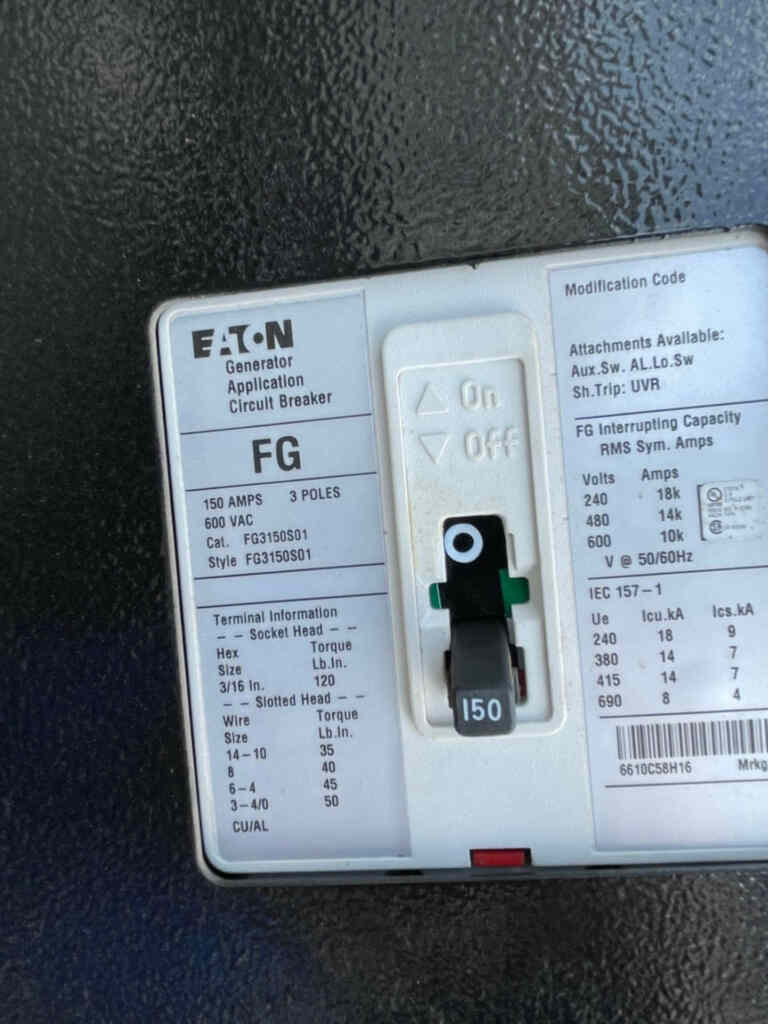 EATON
Generator
Application
Circuit Breaker
FG
150 AMPS 3 POLES
600 VAC
Cat. FG3150S01
Style FG3150S01
Terminal Information
– – Socket Head – –
Hex Torque
Size Lb.In.
3/16 In. 120
– – Slotted Head – –
Wire Torque
Size Lb.In.
14–10 35
8 40
6–4 45
3–4/0 50
CU/AL
△ On
▽ Off
O
150
Modification Code
Attachments Available:
Aux.Sw. AL.Lo.Sw
Sh.Trip: UVR
FG Interrupting Capacity
RMS Sym. Amps
Volts Amps
240 18k
480 14k
600 10k
V @ 50/60Hz
IEC 157–1
Ue Icu.kA Ics.kA
240 18 9
380 14 7
415 14 7
690 8 4
6610C58H16 Mrkg